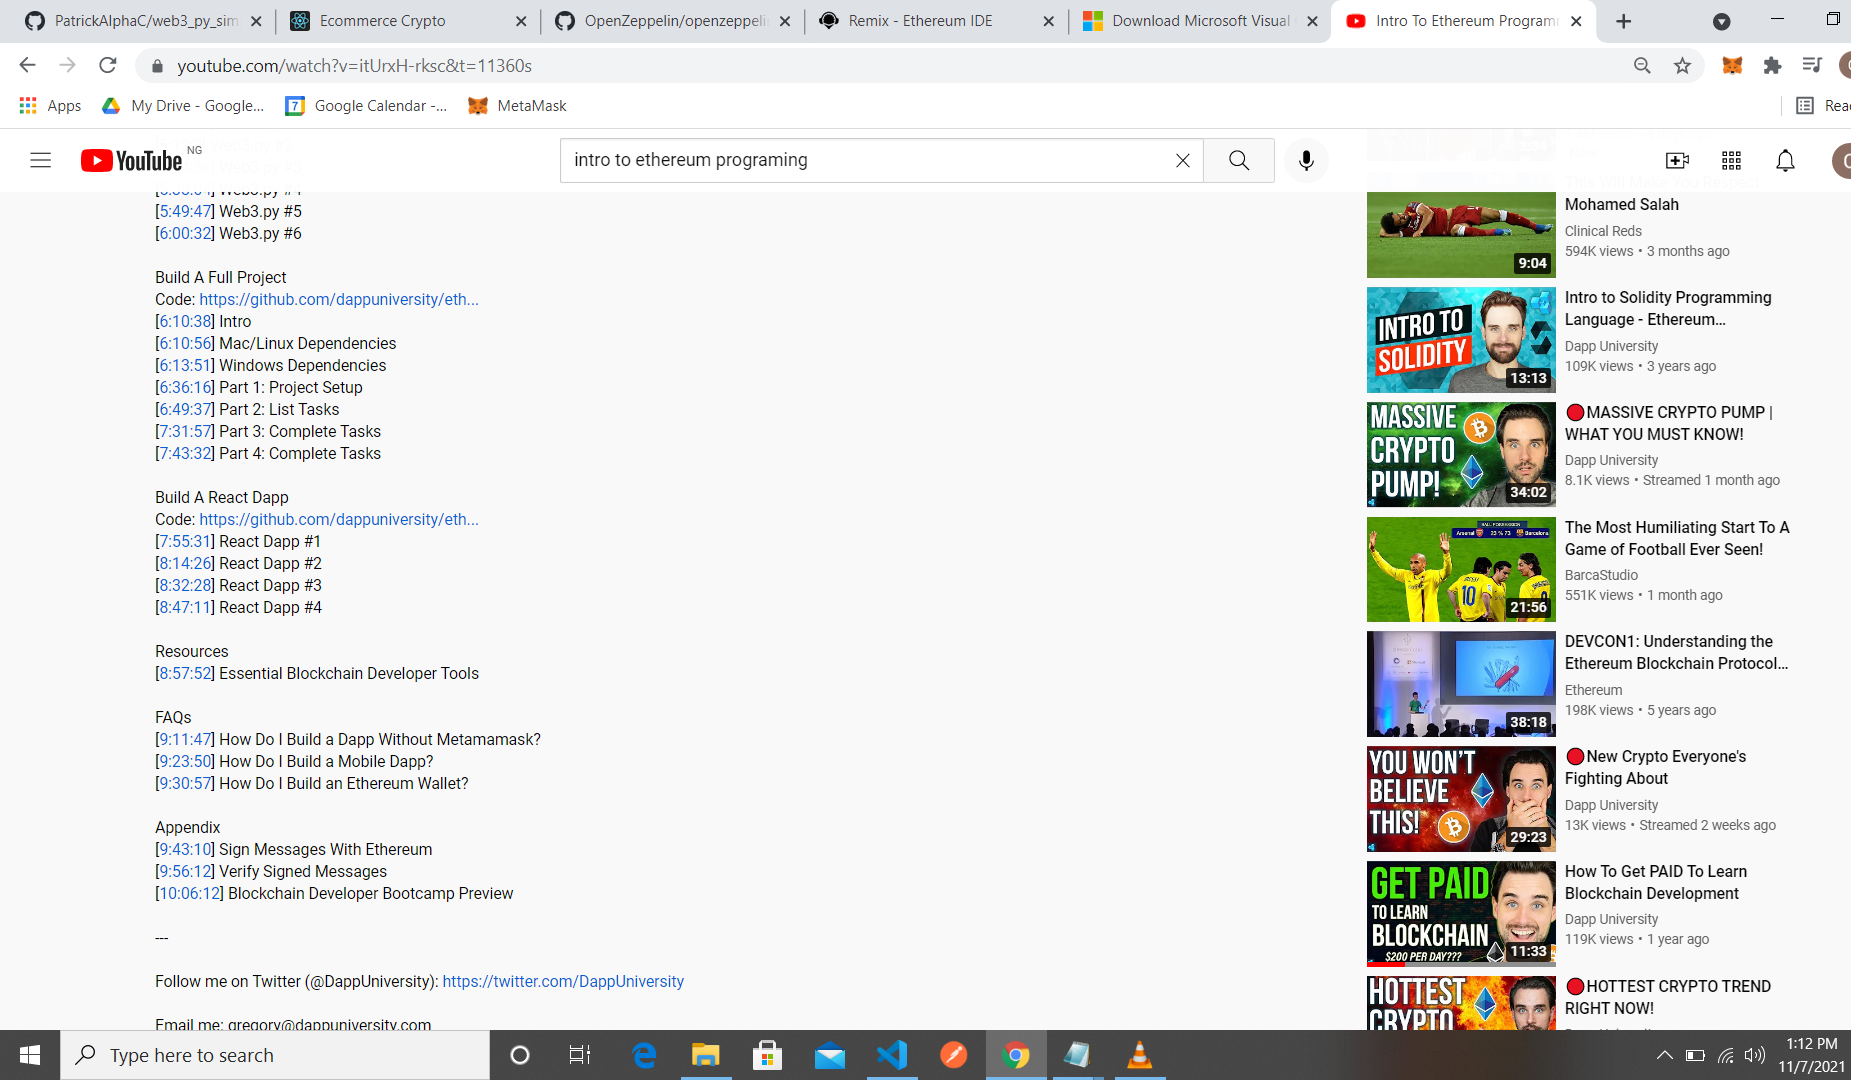 PatrickAlphaC/web3_py_sim
Ecommerce Crypto
OpenZeppelin/openzeppelin
Remix - Ethereum IDE
Download Microsoft Visual
Intro To Ethereum Program
youtube.com/watch?v=itUrxH-rksc&t=11360s
Apps
My Drive - Google...
7
Google Calendar -...
MetaMask
YouTube NG
intro to ethereum programing
[5:49:47] Web3.py #5
[6:00:32] Web3.py #6
Build A Full Project
Code: https://github.com/dappuniversity/eth...
[6:10:38] Intro
[6:10:56] Mac/Linux Dependencies
[6:13:51] Windows Dependencies
[6:36:16] Part 1: Project Setup
[6:49:37] Part 2: List Tasks
[7:31:57] Part 3: Complete Tasks
[7:43:32] Part 4: Complete Tasks
Build A React Dapp
Code: https://github.com/dappuniversity/eth...
[7:55:31] React Dapp #1
[8:14:26] React Dapp #2
[8:32:28] React Dapp #3
[8:47:11] React Dapp #4
Resources
[8:57:52] Essential Blockchain Developer Tools
FAQs
[9:11:47] How Do I Build a Dapp Without Metamamask?
[9:23:50] How Do I Build a Mobile Dapp?
[9:30:57] How Do I Build an Ethereum Wallet?
Appendix
[9:43:10] Sign Messages With Ethereum
[9:56:12] Verify Signed Messages
[10:06:12] Blockchain Developer Bootcamp Preview
---
Follow me on Twitter (@DappUniversity): https://twitter.com/DappUniversity
Email me: gregory@dappuniversity.com
9:04
Mohamed Salah
Clinical Reds
594K views • 3 months ago
INTRO TO
SOLIDITY
13:13
Intro to Solidity Programming
Language - Ethereum...
Dapp University
109K views • 3 years ago
MASSIVE
CRYPTO
PUMP!
34:02
MASSIVE CRYPTO PUMP |
WHAT YOU MUST KNOW!
Dapp University
8.1K views • Streamed 1 month ago
BALL POSSESSION
Arsenal 23 % 73 Barcelona
10
21:56
The Most Humiliating Start To A
Game of Football Ever Seen!
BarcaStudio
551K views • 1 month ago
38:18
DEVCON1: Understanding the
Ethereum Blockchain Protocol...
Ethereum
198K views • 5 years ago
YOU WON'T
BELIEVE
THIS!
29:23
New Crypto Everyone's
Fighting About
Dapp University
13K views • Streamed 2 weeks ago
GET PAID
TO LEARN
BLOCKCHAIN
$200 PER DAY???
11:33
How To Get PAID To Learn
Blockchain Development
Dapp University
119K views • 1 year ago
HOTTEST
CRYPTO
HOTTEST CRYPTO TREND
RIGHT NOW!
Type here to search
1:12 PM
11/7/2021